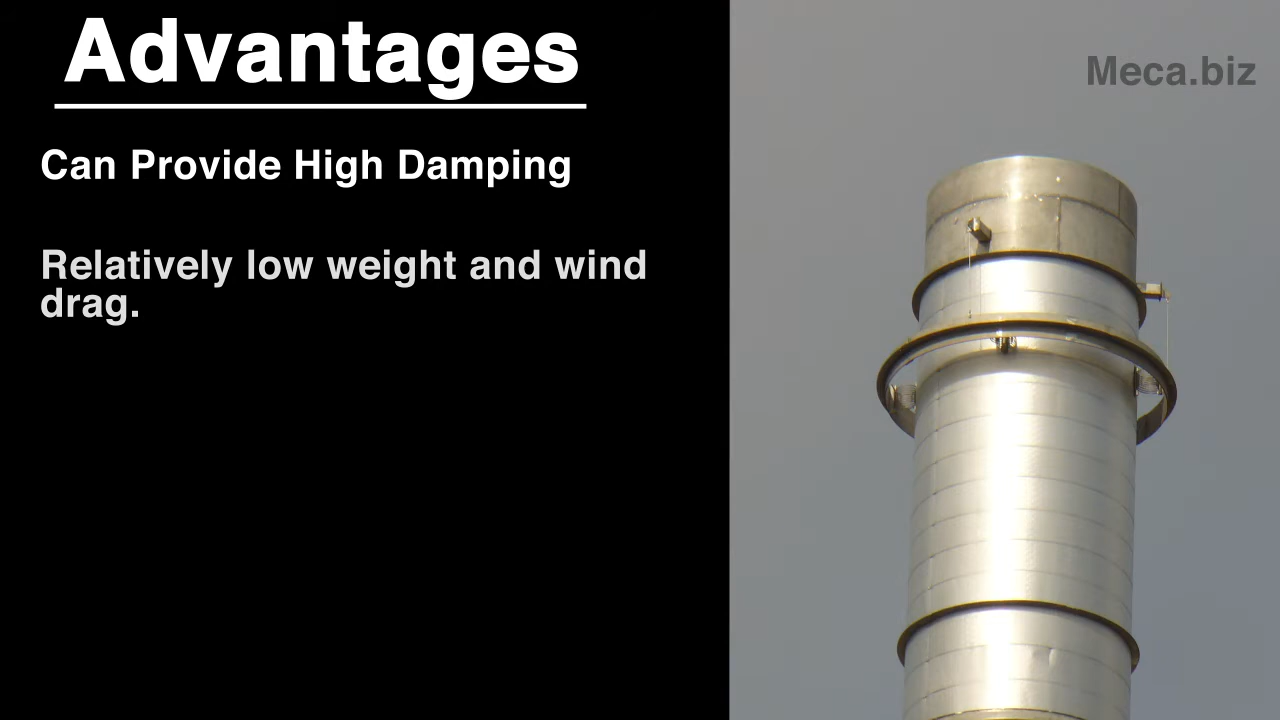 Advantages
Meca.biz
Can Provide High Damping
Relatively low weight and wind
drag.